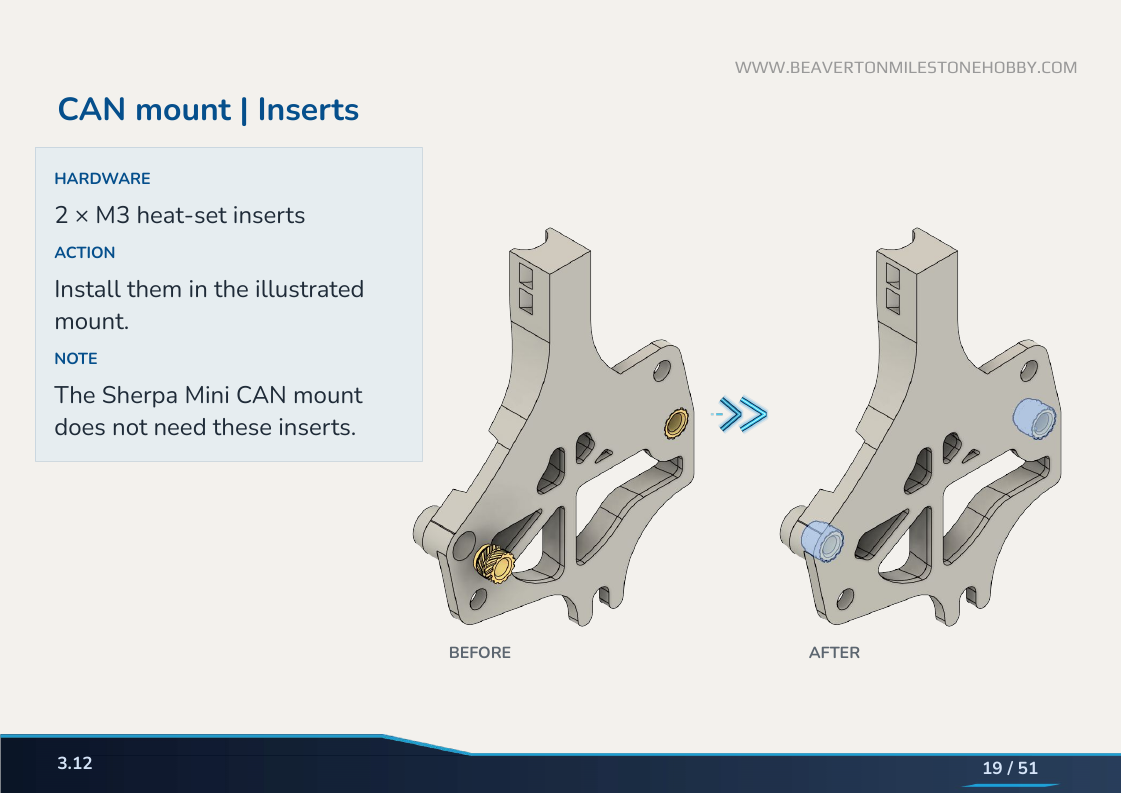 WWW.BEAVERTONMILESTONEHOBBY.COM
CAN mount | Inserts
HARDWARE
2 × M3 heat-set inserts
ACTION
Install them in the illustrated
mount.
NOTE
The Sherpa Mini CAN mount
does not need these inserts.
BEFORE
AFTER
3.12
19 / 51